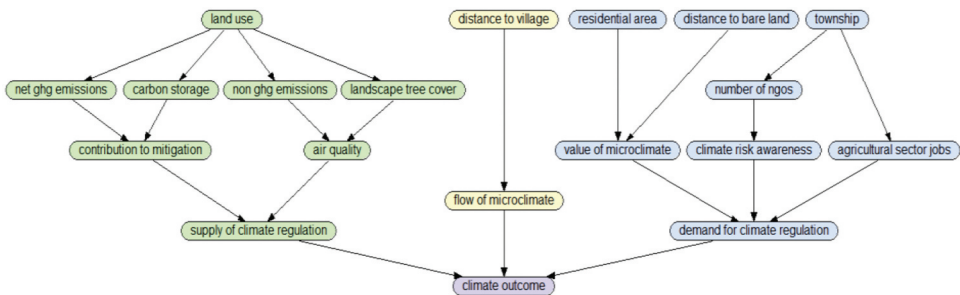 land use
distance to village
residential area
distance to bare land
township
net ghg emissions
carbon storage
non ghg emissions
landscape tree cover
number of ngos
contribution to mitigation
air quality
value of microclimate
climate risk awareness
agricultural sector jobs
flow of microclimate
supply of climate regulation
demand for climate regulation
climate outcome